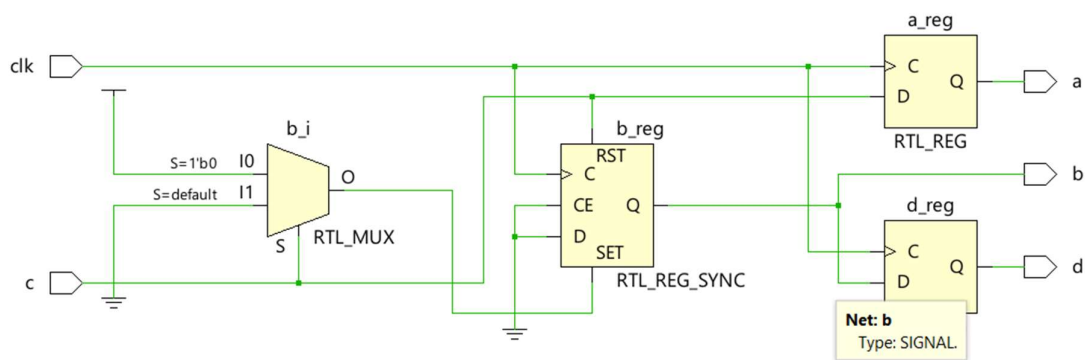 a_reg
clk
C
Q
a
D
RTL_REG
b_i
b_reg
S=1'b0
I0
O
RST
C
b
S=default
I1
CE
Q
d_reg
S
RTL_MUX
D
SET
C
Q
d
c
RTL_REG_SYNC
D
Net: b
Type: SIGNAL.